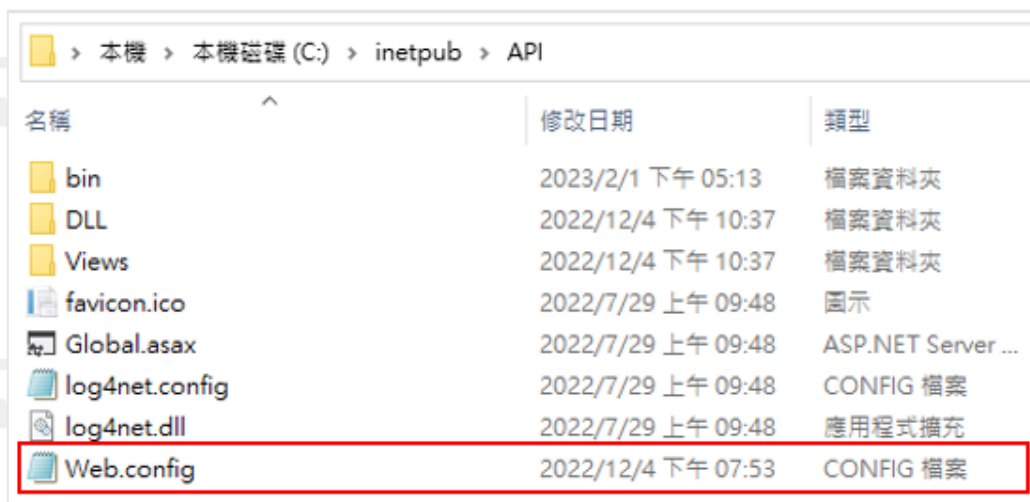 本機 > 本機磁碟 (C:) > inetpub > API
名稱 修改日期 類型
bin 2023/2/1 下午 05:13 檔案資料夾
DLL 2022/12/4 下午 10:37 檔案資料夾
Views 2022/12/4 下午 10:37 檔案資料夾
favicon.ico 2022/7/29 上午 09:48 圖示
Global.asax 2022/7/29 上午 09:48 ASP.NET Server ...
log4net.config 2022/7/29 上午 09:48 CONFIG 檔案
log4net.dll 2022/7/29 上午 09:48 應用程式擴充
Web.config 2022/12/4 下午 07:53 CONFIG 檔案